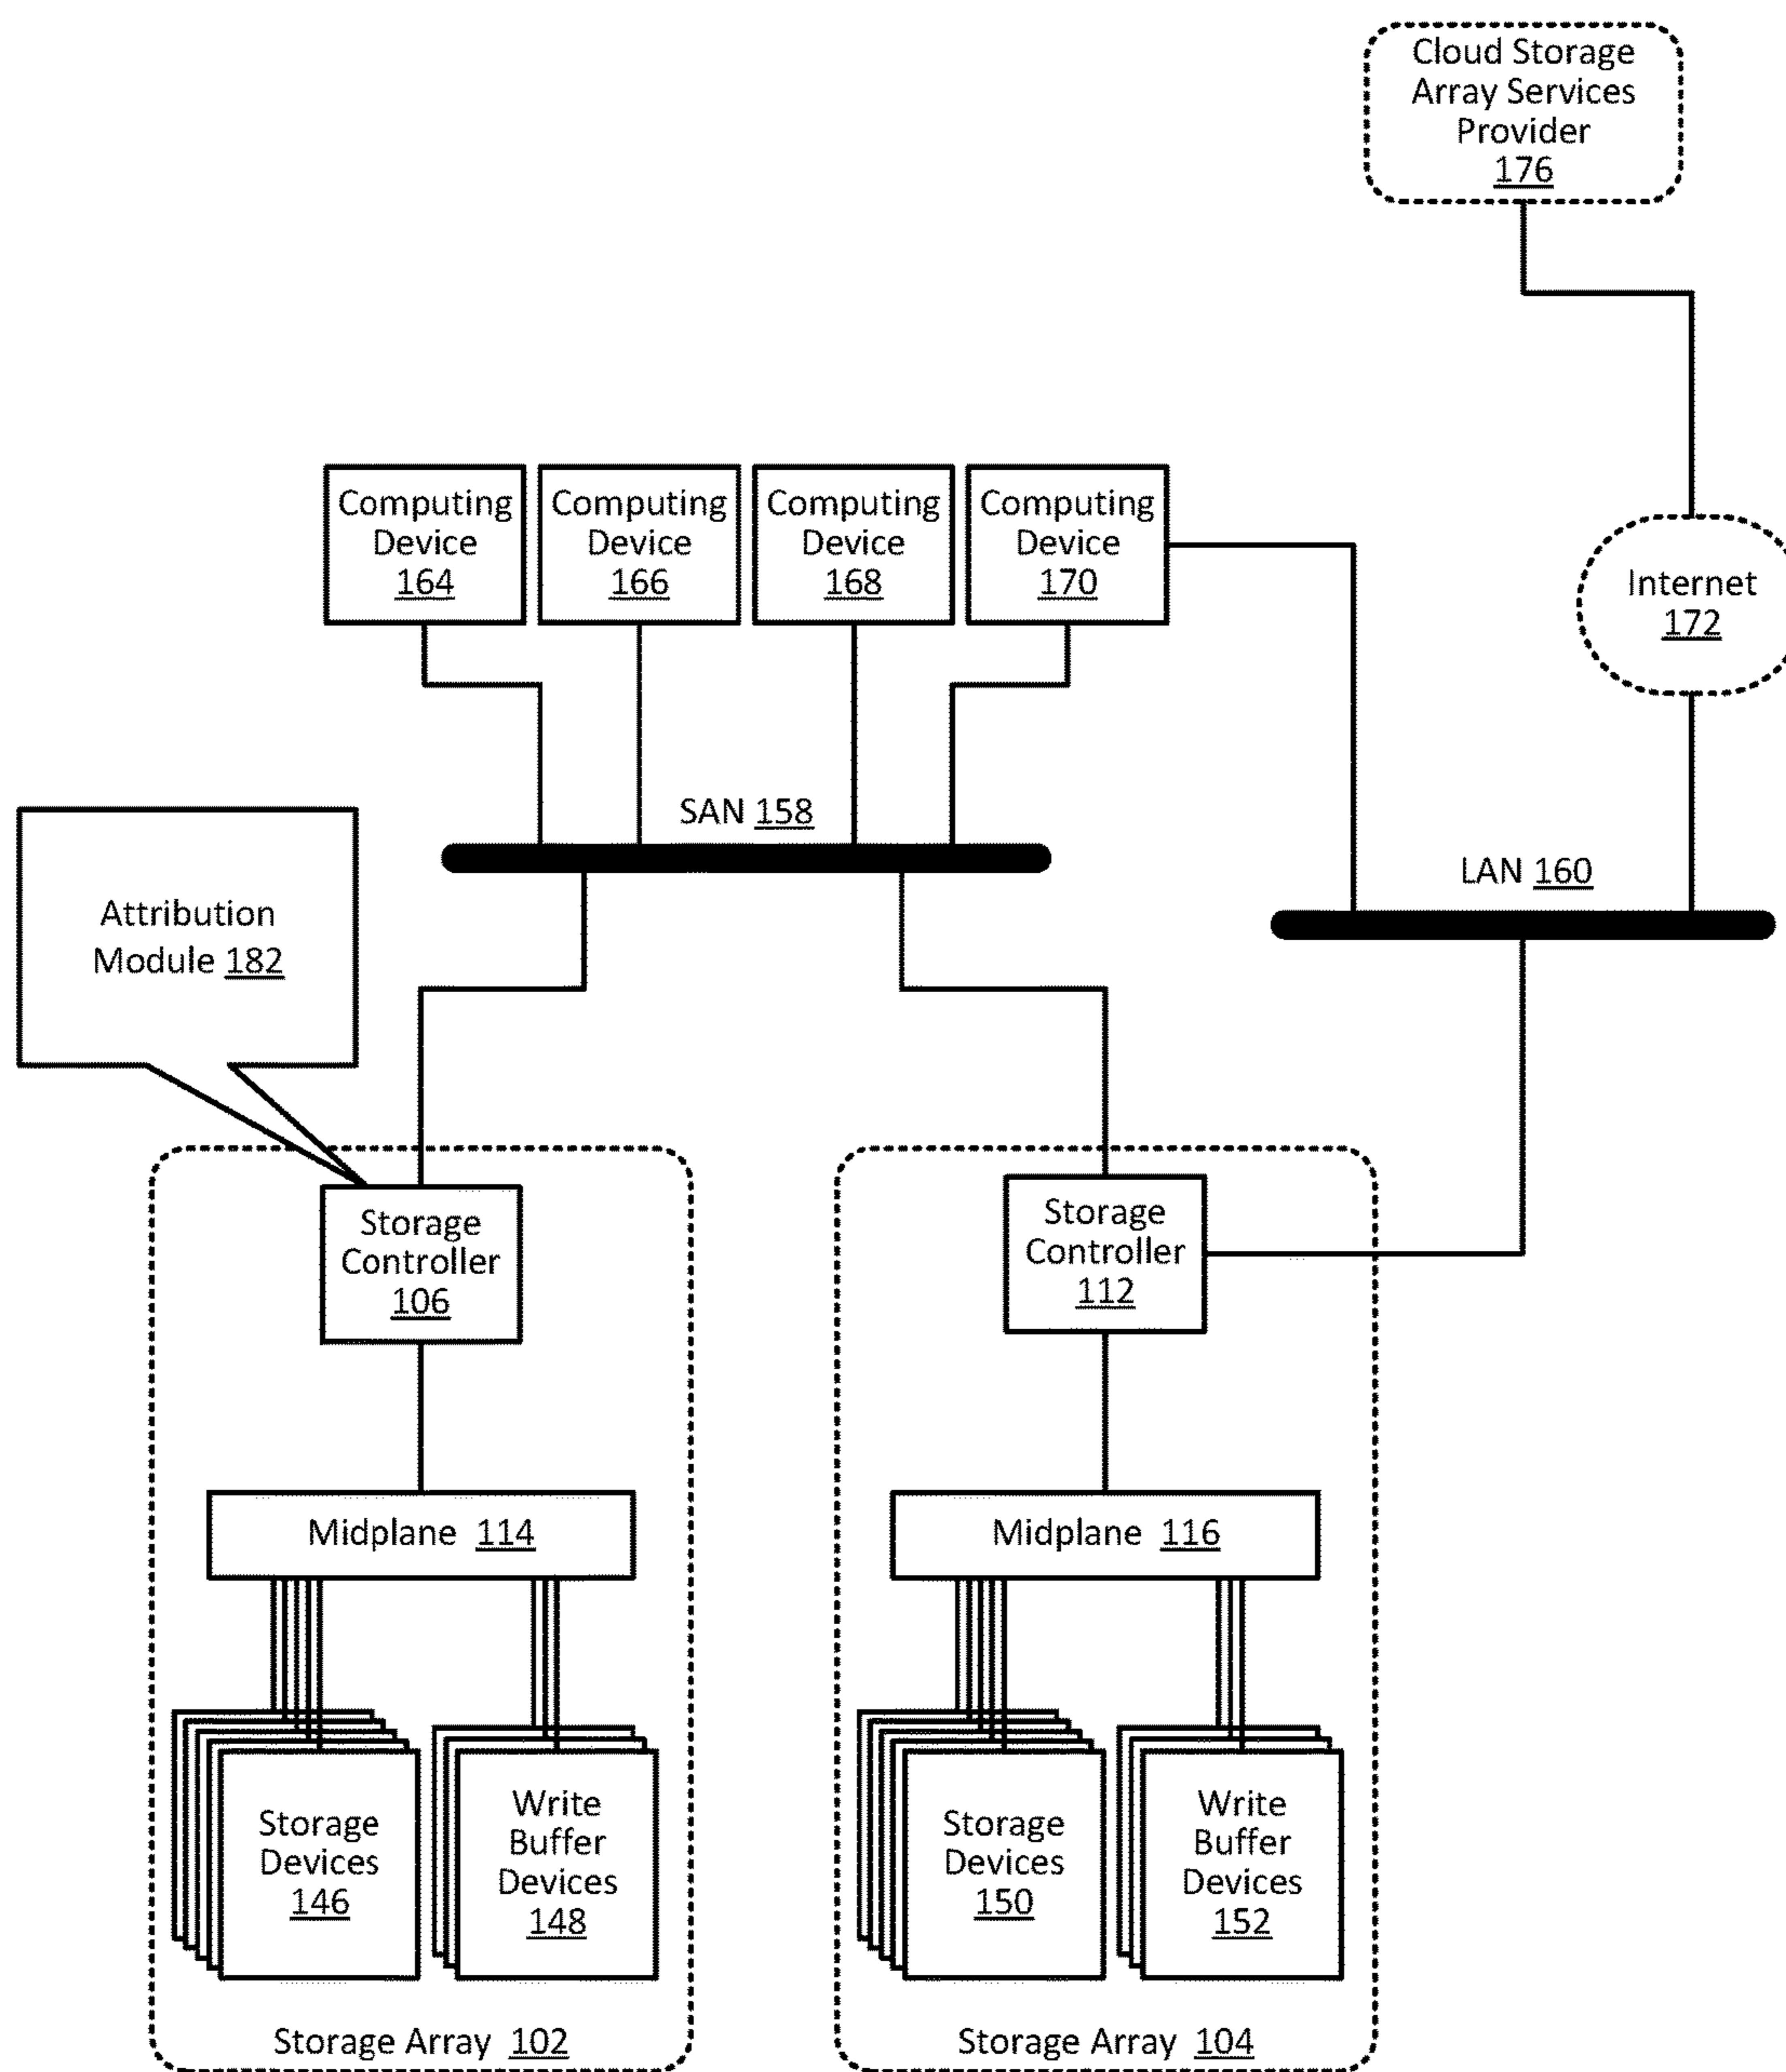 Cloud Storage
Array Services
Provider
176
Computing
Device
164
Computing
Device
166
Computing
Device
168
Computing
Device
170
Internet
172
SAN 158
LAN 160
Attribution
Module 182
Storage
Controller
106
Storage
Controller
112
Midplane 114
Midplane 116
Storage
Devices
146
Write
Buffer
Devices
148
Storage
Devices
150
Write
Buffer
Devices
152
Storage Array 102
Storage Array 104